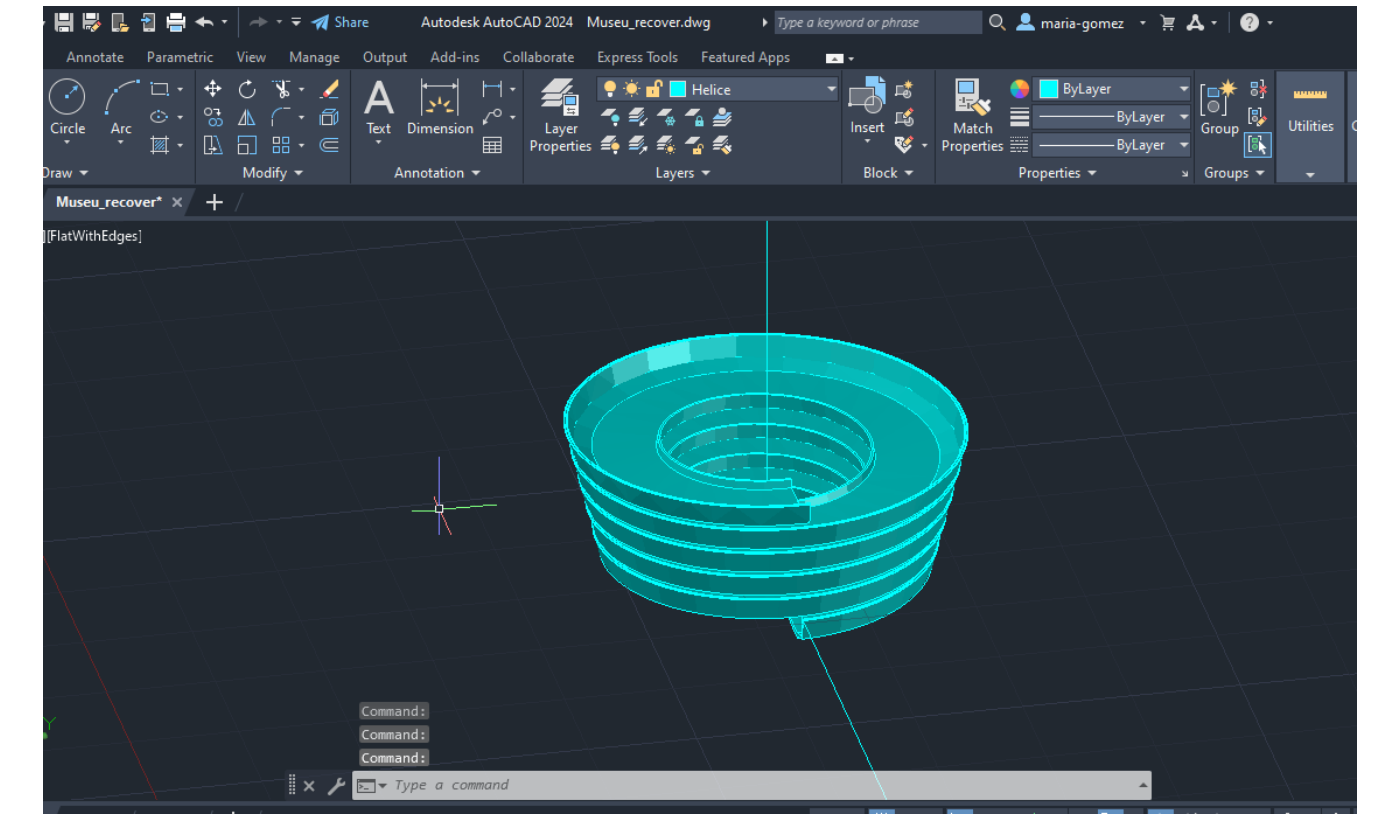 Share Autodesk AutoCAD 2024 Museu_recover.dwg Type a keyword or phrase maria-gomez
Annotate Parametric View Manage Output Add-ins Collaborate Express Tools Featured Apps
Circle Arc Text Dimension Layer Properties Helice Insert Match Properties ByLayer Group Utilities
ByLayer
ByLayer
Draw Modify Annotation Layers Block Properties Groups
Museu_recover*
][FlatWithEdges]
Y
Command:
Command:
Command:
Type a command